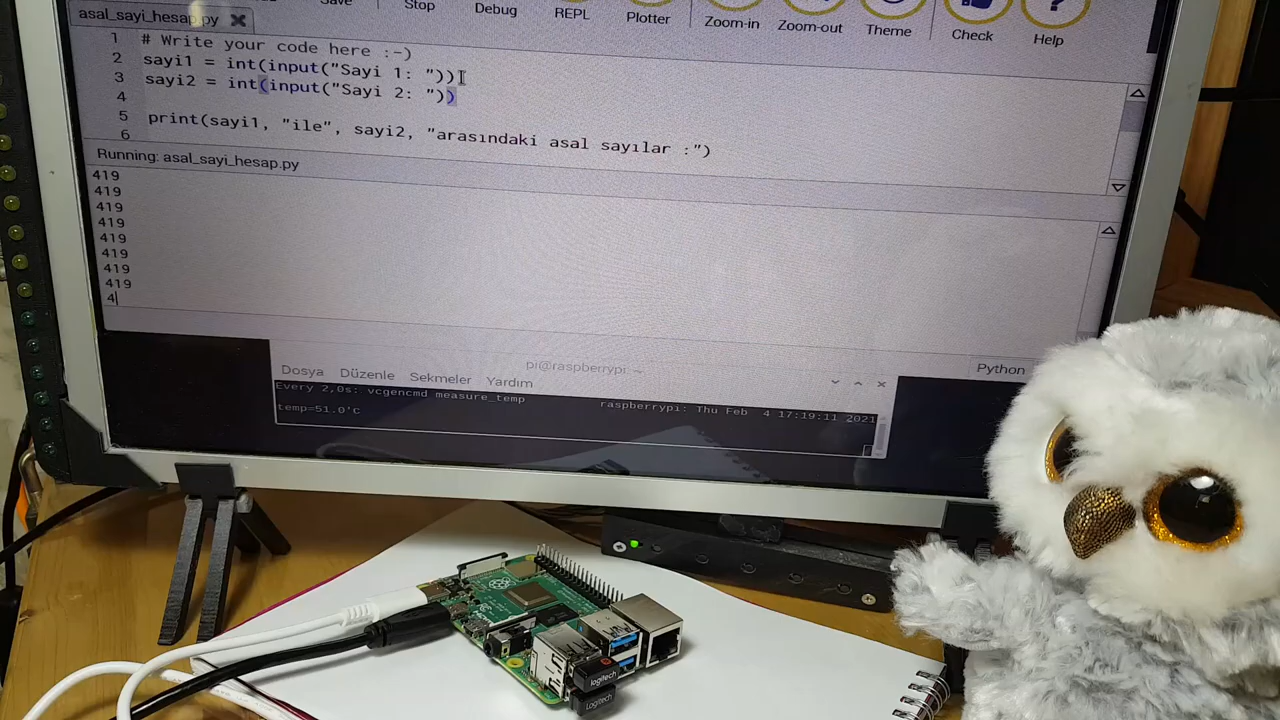 Save
Stop
Debug
REPL
Plotter
Zoom-in
Zoom-out
Theme
Check
Help
asal_sayi_hesap.py
1 # Write your code here :-)
2 sayi1 = int(input("Sayi 1: "))
3 sayi2 = int(input("Sayi 2: "))
4
5 print(sayi1, "ile", sayi2, "arasındaki asal sayılar :")
6
Running: asal_sayi_hesap.py
419
419
419
419
419
419
419
419
4
Python
pi@raspberrypi: ~
Dosya Düzenle Sekmeler Yardım
Every 2,0s: vcgencmd measure_temp raspberrypi: Thu Feb 4 17:19:11 2021
temp=51.0'C
logitech
Logitech